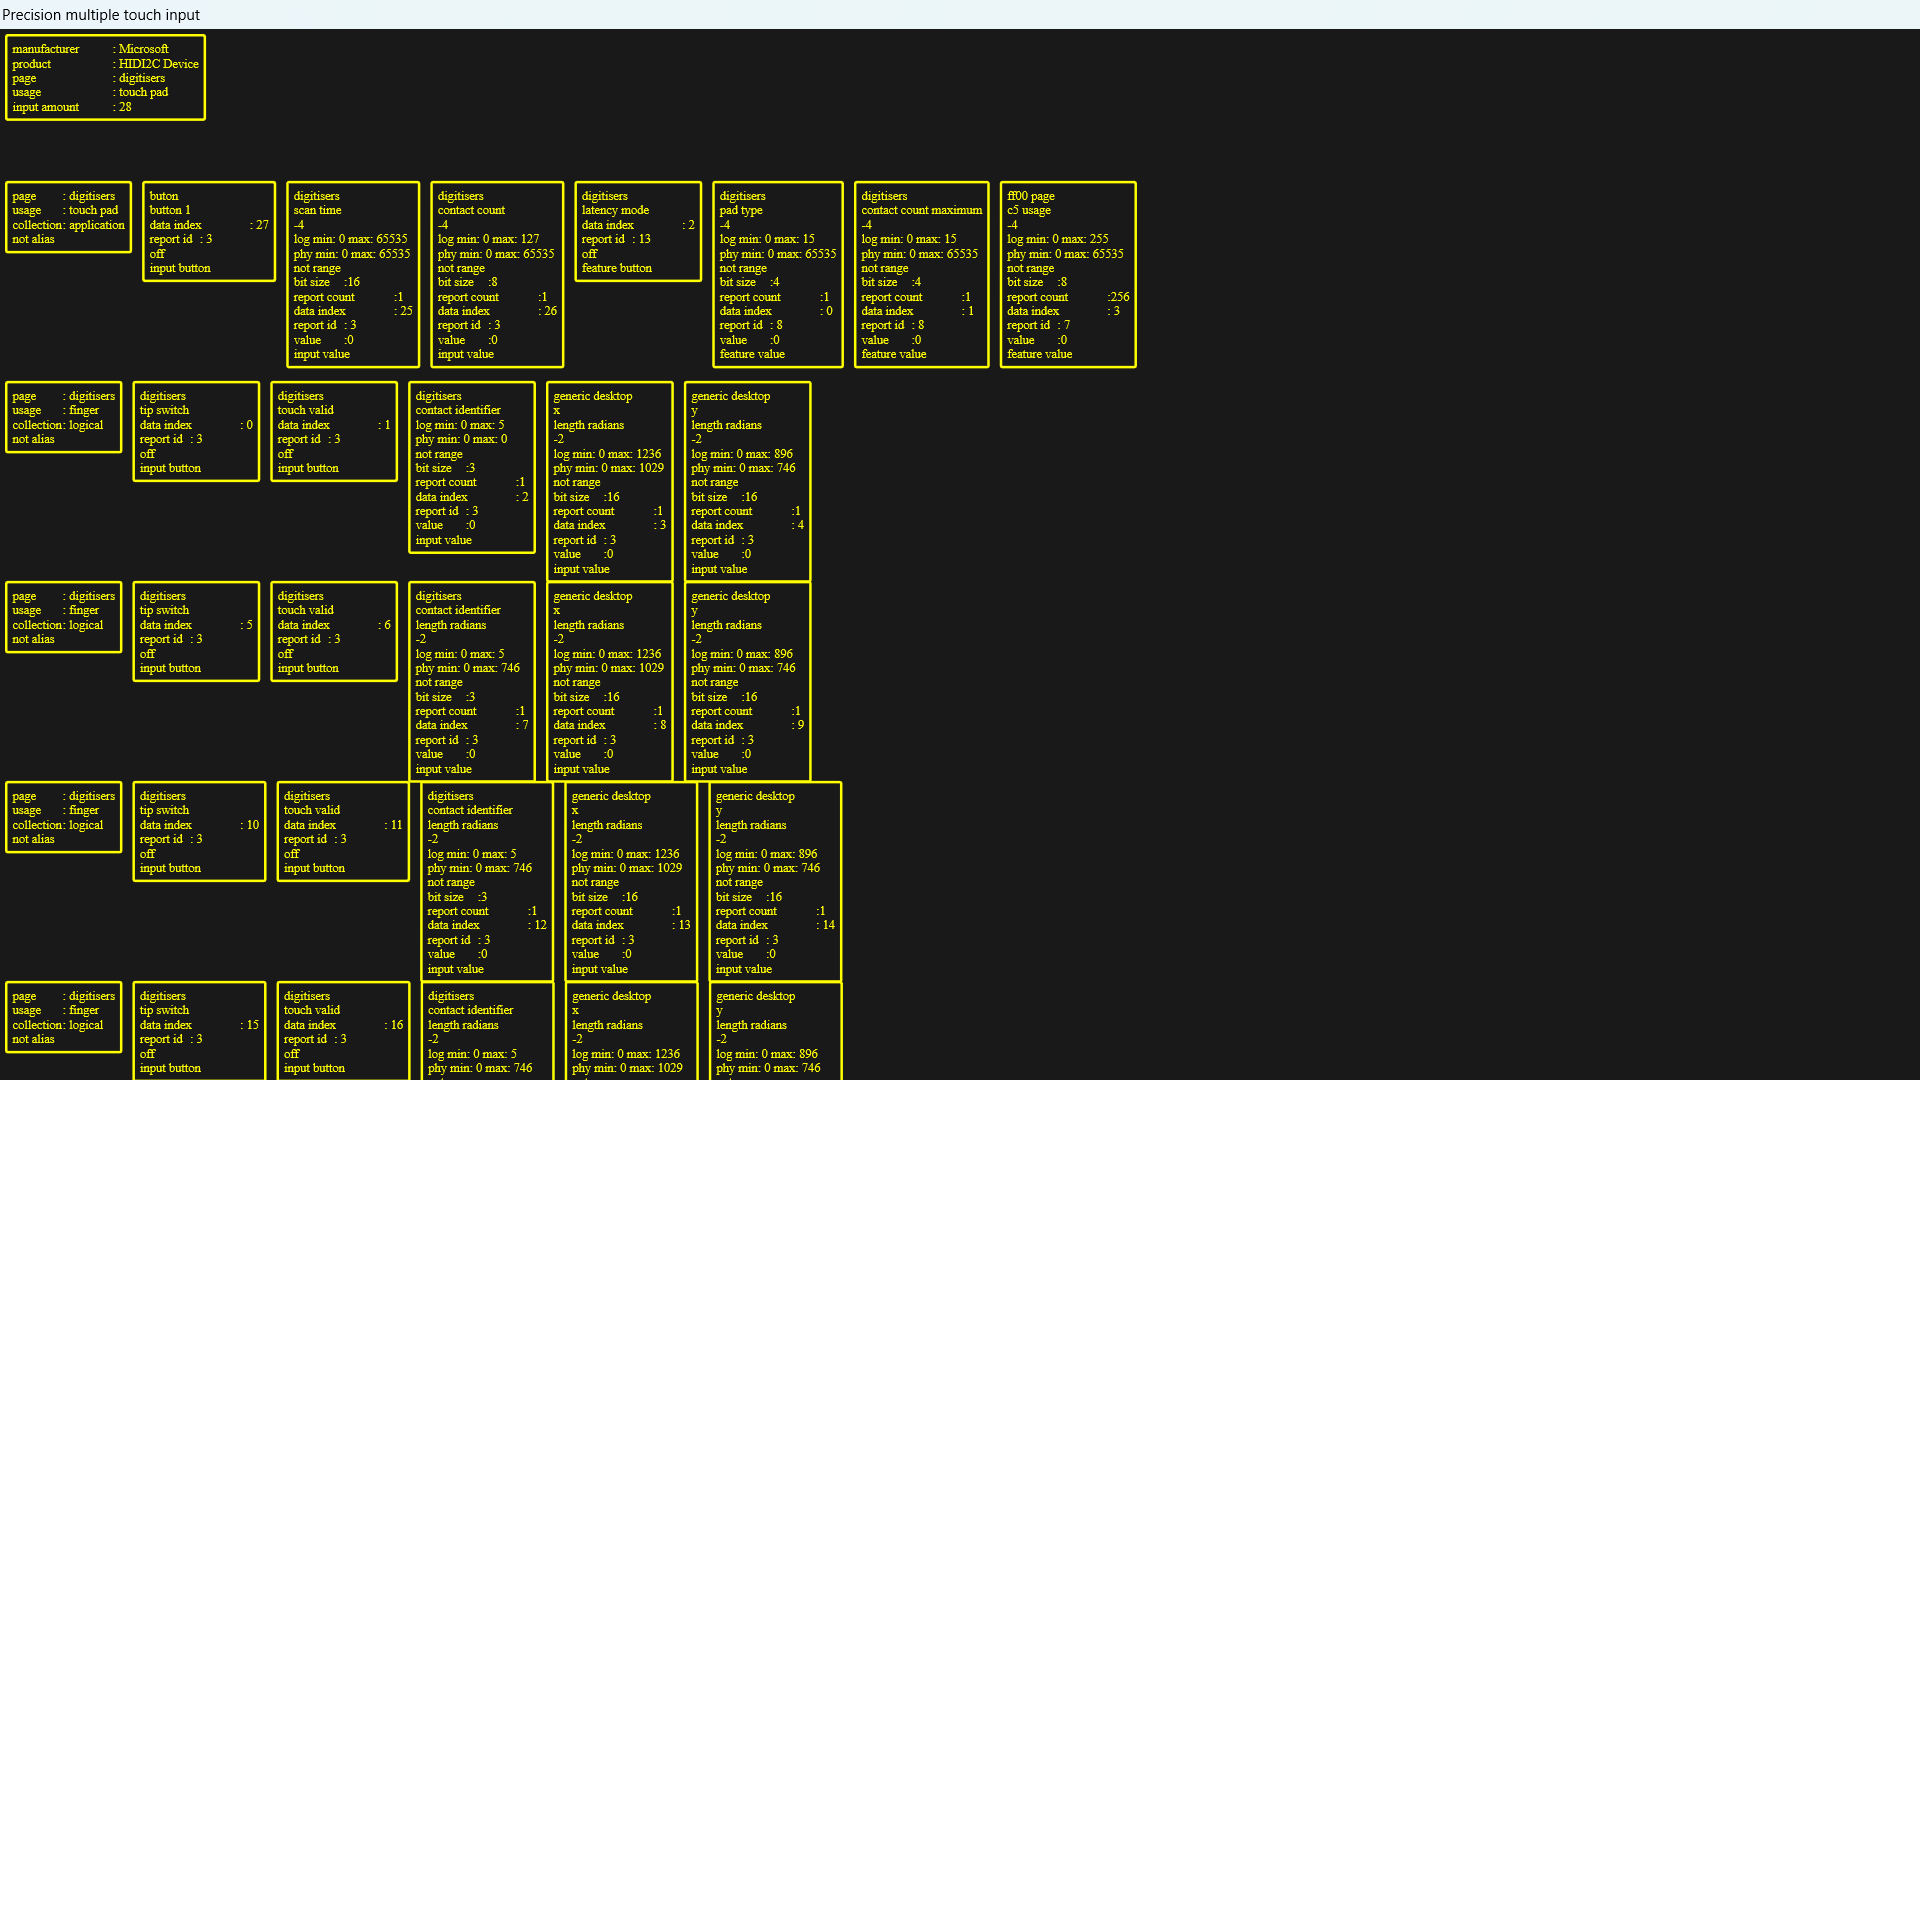 Precision multiple touch input
manufacturer : Microsoft
product : HIDI2C Device
page : digitisers
usage : touch pad
input amount : 28
page : digitisers
usage : touch pad
collection: application
not alias
buton
button 1
data index : 27
report id : 3
off
input button
digitisers
scan time
-4
log min: 0 max: 65535
phy min: 0 max: 65535
not range
bit size :16
report count :1
data index : 25
report id : 3
value :0
input value
digitisers
contact count
-4
log min: 0 max: 127
phy min: 0 max: 65535
not range
bit size :8
report count :1
data index : 26
report id : 3
value :0
input value
digitisers
latency mode
data index : 2
report id : 13
off
feature button
digitisers
pad type
-4
log min: 0 max: 15
phy min: 0 max: 65535
not range
bit size :4
report count :1
data index : 0
report id : 8
value :0
feature value
digitisers
contact count maximum
-4
log min: 0 max: 15
phy min: 0 max: 65535
not range
bit size :4
report count :1
data index : 1
report id : 8
value :0
feature value
ff00 page
c5 usage
-4
log min: 0 max: 255
phy min: 0 max: 65535
not range
bit size :8
report count :256
data index : 3
report id : 7
value :0
feature value
page : digitisers
usage : finger
collection: logical
not alias
digitisers
tip switch
data index : 0
report id : 3
off
input button
digitisers
touch valid
data index : 1
report id : 3
off
input button
digitisers
contact identifier
log min: 0 max: 5
phy min: 0 max: 0
not range
bit size :3
report count :1
data index : 2
report id : 3
value :0
input value
generic desktop
x
length radians
-2
log min: 0 max: 1236
phy min: 0 max: 1029
not range
bit size :16
report count :1
data index : 3
report id : 3
value :0
input value
generic desktop
y
length radians
-2
log min: 0 max: 896
phy min: 0 max: 746
not range
bit size :16
report count :1
data index : 4
report id : 3
value :0
input value
page : digitisers
usage : finger
collection: logical
not alias
digitisers
tip switch
data index : 5
report id : 3
off
input button
digitisers
touch valid
data index : 6
report id : 3
off
input button
digitisers
contact identifier
length radians
-2
log min: 0 max: 5
phy min: 0 max: 746
not range
bit size :3
report count :1
data index : 7
report id : 3
value :0
input value
generic desktop
x
length radians
-2
log min: 0 max: 1236
phy min: 0 max: 1029
not range
bit size :16
report count :1
data index : 8
report id : 3
value :0
input value
generic desktop
y
length radians
-2
log min: 0 max: 896
phy min: 0 max: 746
not range
bit size :16
report count :1
data index : 9
report id : 3
value :0
input value
page : digitisers
usage : finger
collection: logical
not alias
digitisers
tip switch
data index : 10
report id : 3
off
input button
digitisers
touch valid
data index : 11
report id : 3
off
input button
digitisers
contact identifier
length radians
-2
log min: 0 max: 5
phy min: 0 max: 746
not range
bit size :3
report count :1
data index : 12
report id : 3
value :0
input value
generic desktop
x
length radians
-2
log min: 0 max: 1236
phy min: 0 max: 1029
not range
bit size :16
report count :1
data index : 13
report id : 3
value :0
input value
generic desktop
y
length radians
-2
log min: 0 max: 896
phy min: 0 max: 746
not range
bit size :16
report count :1
data index : 14
report id : 3
value :0
input value
page : digitisers
usage : finger
collection: logical
not alias
digitisers
tip switch
data index : 15
report id : 3
off
input button
digitisers
touch valid
data index : 16
report id : 3
off
input button
digitisers
contact identifier
length radians
-2
log min: 0 max: 5
phy min: 0 max: 746
generic desktop
x
length radians
-2
log min: 0 max: 1236
phy min: 0 max: 1029
generic desktop
y
length radians
-2
log min: 0 max: 896
phy min: 0 max: 746